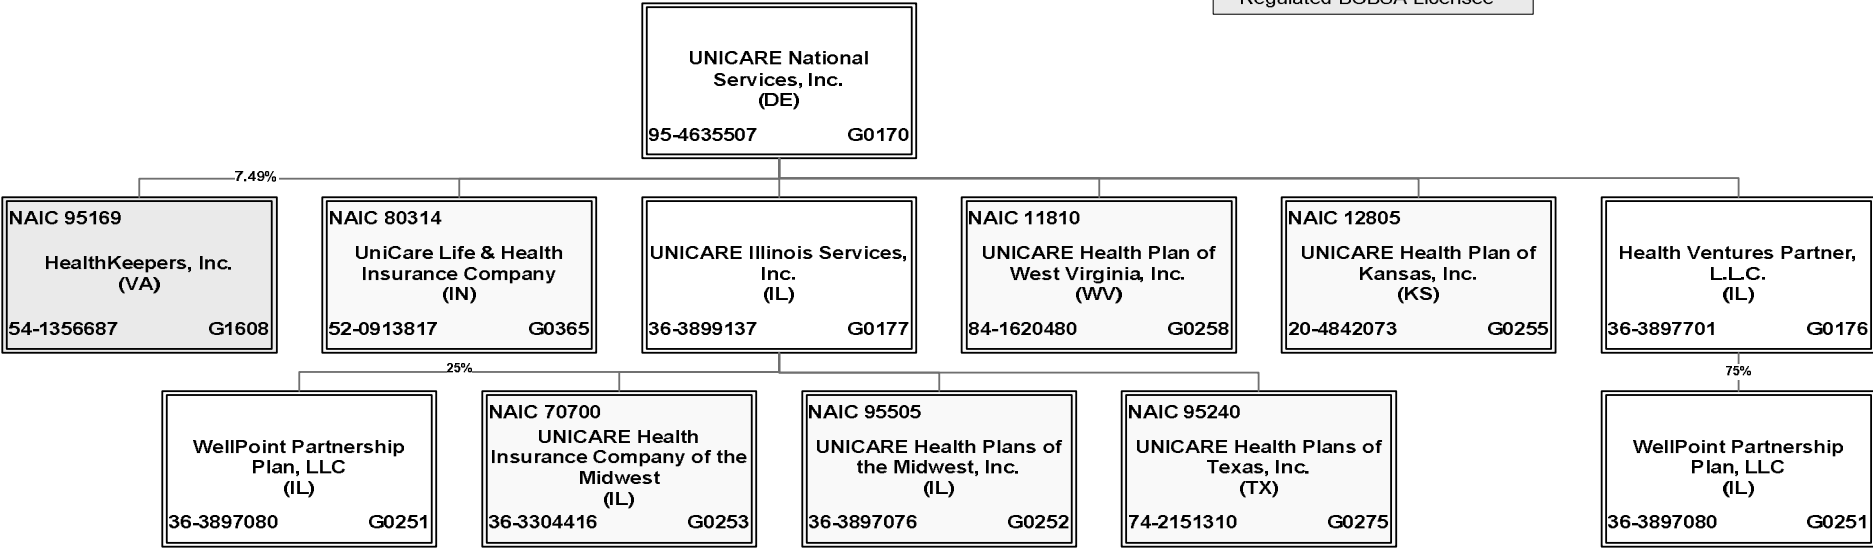 Regulated BCBSA Licensee
UNICARE National
Services, Inc.
(DE)
95-4635507 G0170
7.49%
NAIC 95169
HealthKeepers, Inc.
(VA)
54-1356687 G1608
NAIC 80314
UniCare Life & Health
Insurance Company
(IN)
52-0913817 G0365
UNICARE Illinois Services,
Inc.
(IL)
36-3899137 G0177
NAIC 11810
UNICARE Health Plan of
West Virginia, Inc.
(WV)
84-1620480 G0258
NAIC 12805
UNICARE Health Plan of
Kansas, Inc.
(KS)
20-4842073 G0255
Health Ventures Partner,
L.L.C.
(IL)
36-3897701 G0176
25%
75%
WellPoint Partnership
Plan, LLC
(IL)
36-3897080 G0251
NAIC 70700
UNICARE Health
Insurance Company of the
Midwest
(IL)
36-3304416 G0253
NAIC 95505
UNICARE Health Plans of
the Midwest, Inc.
(IL)
36-3897076 G0252
NAIC 95240
UNICARE Health Plans of
Texas, Inc.
(TX)
74-2151310 G0275
WellPoint Partnership
Plan, LLC
(IL)
36-3897080 G0251